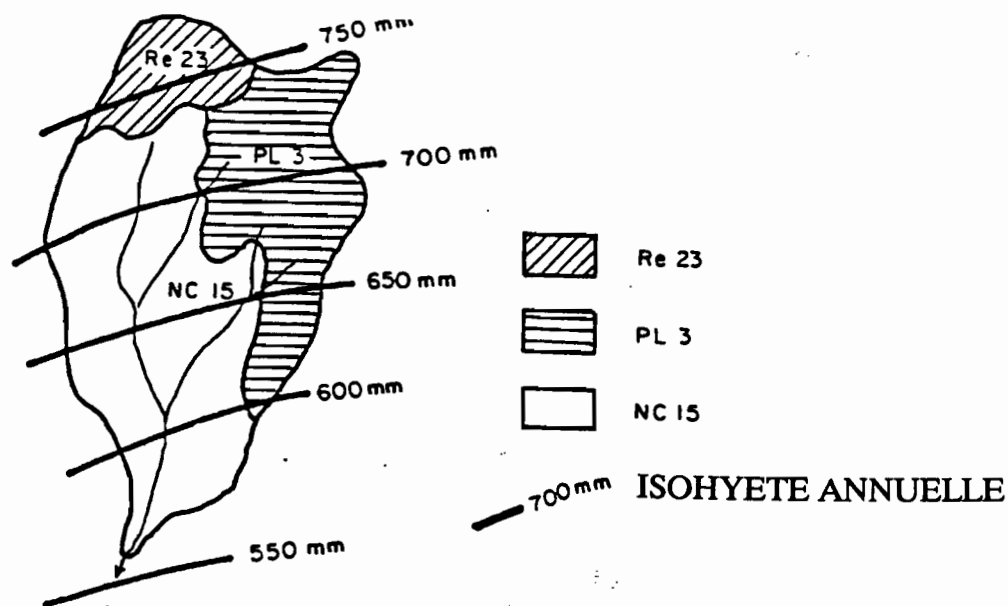 750 mm
Re 23
PL 3
700 mm
Re 23
NC 15
650 mm
PL 3
600 mm
NC 15
700mm ISOHYETE ANNUELLE
550 mm